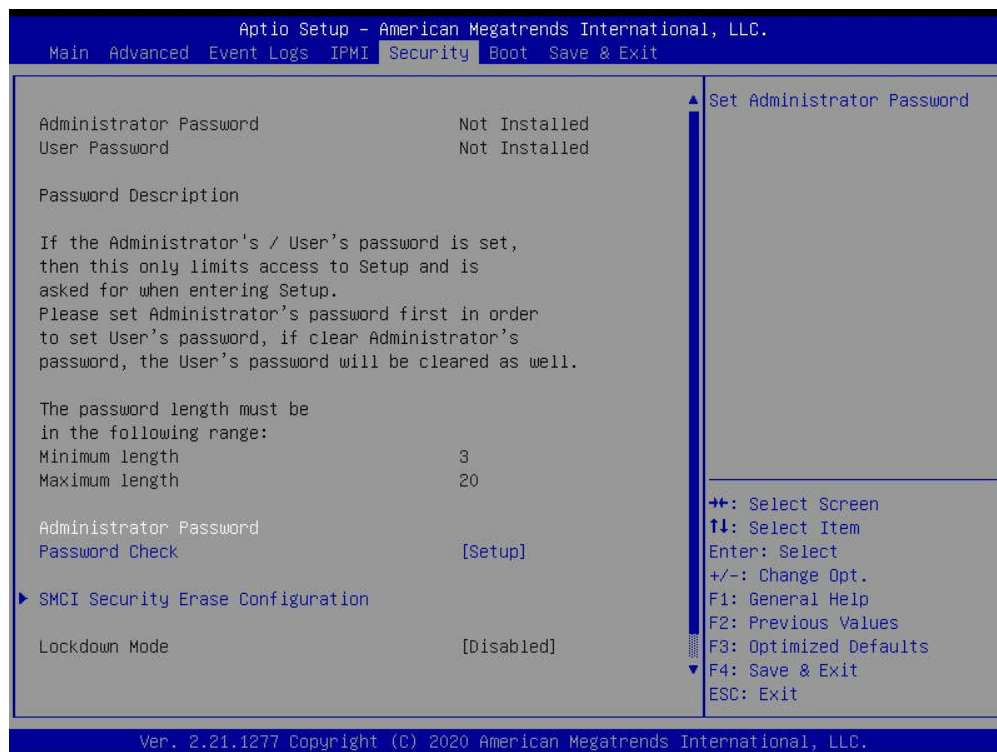 Aptio Setup – American Megatrends International, LLC.
Main Advanced Event Logs IPMI Security Boot Save & Exit
Administrator Password Not Installed
User Password Not Installed
Password Description
If the Administrator's / User's password is set,
then this only limits access to Setup and is
asked for when entering Setup.
Please set Administrator's password first in order
to set User's password, if clear Administrator's
password, the User's password will be cleared as well.
The password length must be
in the following range:
Minimum length 3
Maximum length 20
Administrator Password
Password Check [Setup]
SMCI Security Erase Configuration
Lockdown Mode [Disabled]
Set Administrator Password
→←: Select Screen
↑↓: Select Item
Enter: Select
+/-: Change Opt.
F1: General Help
F2: Previous Values
F3: Optimized Defaults
F4: Save & Exit
ESC: Exit
Ver. 2.21.1277 Copyright (C) 2020 American Megatrends International, LLC.